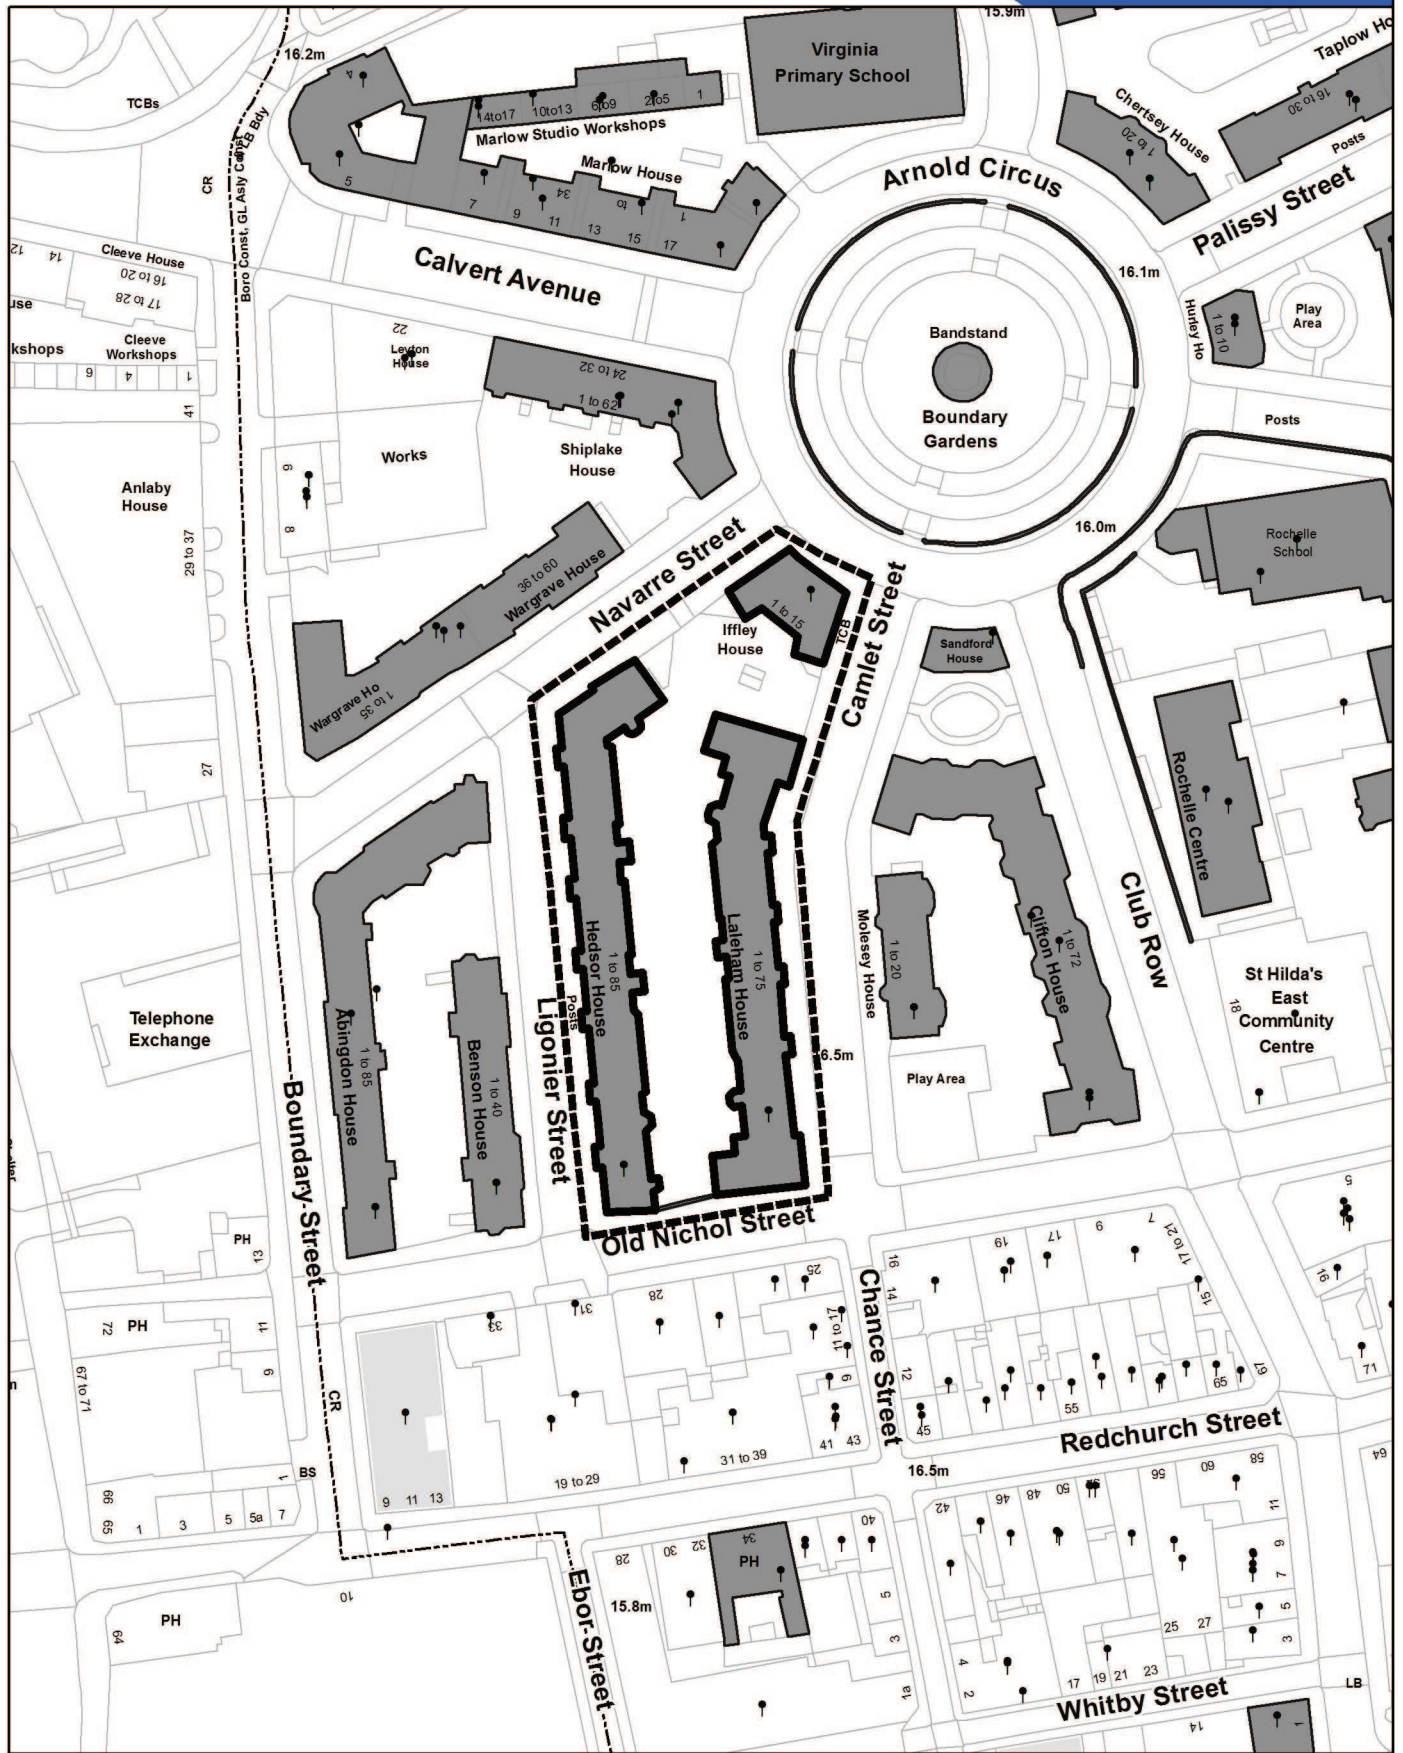 15.9m
16.2m
Virginia
Primary School
Taplow Ho
TCBs
4
14to17
10to13
6to9
2to5
1
Marlow Studio Workshops
Chertsey House
1 to 20
16 to 30
Posts
Marlow House
Arnold Circus
Palissy Street
CR
LB Bdy
Boro Const, GL Asly Const
5
7
9
34
11
13
to
15
1
17
12
14
Cleeve House
16 to 20
17 to 28
Calvert Avenue
16.1m
use
kshops
Cleeve
Workshops
6
4
1
41
22
Leyton
House
24 to 32
1 to 62
Bandstand
Boundary
Gardens
Hurley Ho
1 to 10
Play
Area
Posts
Works
Shiplake
House
9
8
Anlaby
House
29 to 37
16.0m
Rochelle
School
Navarre Street
36 to 60
Wargrave House
Wargrave Ho
1 to 35
1 to 15
Iffley
House
TCB
Camlet Street
Sandford
House
27
Rochelle Centre
Hedsor House
1 to 85
Laleham House
1 to 75
Molesey House
1 to 20
Clifton House
1 to 72
Club Row
St Hilda's
East
Community
Centre
18
Telephone
Exchange
Abingdon House
1 to 85
Benson House
1 to 40
Posts
Ligonier Street
6.5m
Play Area
Boundary Street
Old Nichol Street
PH
13
72
PH
11
9
67 to 71
m
33
31
28
25
11 to 17
9
16
14
12
Chance Street
19
17
9
7
17 to 21
15
5
16
71
CR
BS
45
55
65
67
Redchurch Street
41
43
31 to 39
19 to 29
9
11
13
16.5m
66
65
1
3
5
5a
7
1
64
PH
10
Ebor Street
28
30
32
34
PH
40
15.8m
5
3
1a
42
46
48
50
52
56
60
58
11
9
7
5
3
64
4
2
17
19
21
23
25
27
Whitby Street
LB
14
1